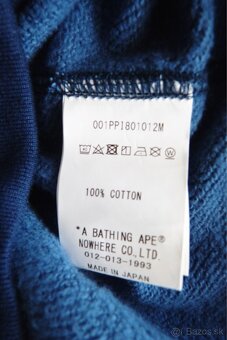 001PPI801012M
100% COTTON
*A BATHING APE®
NOWHERE CO.,LTD.
012-013-1993
MADE IN JAPAN
© Bazos.sk